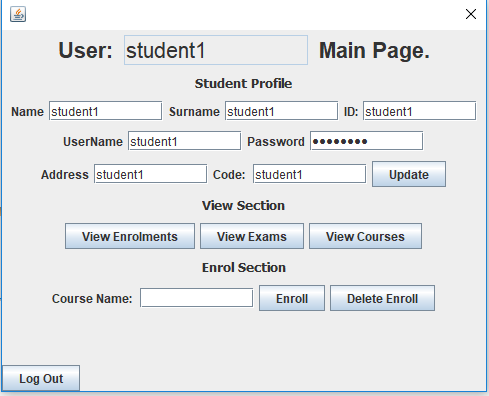 User: student1 Main Page.
Student Profile
Name student1 Surname student1 ID: student1
UserName student1 Password ••••••••
Address student1 Code: student1 Update
View Section
View Enrolments View Exams View Courses
Enrol Section
Course Name: Enroll Delete Enroll
Log Out